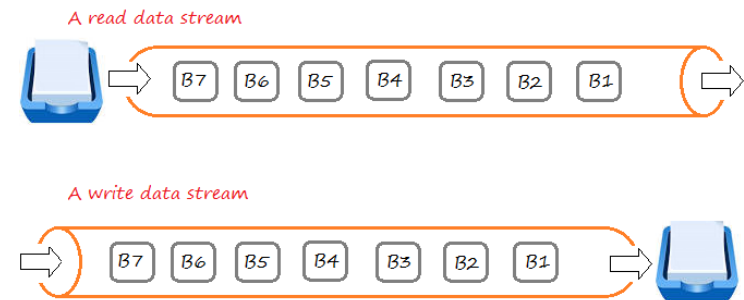 A read data stream
B7 B6 B5 B4 B3 B2 B1
A write data stream
B7 B6 B5 B4 B3 B2 B1